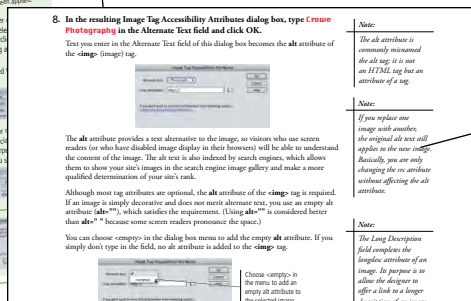 8. In the resulting Image Tag Accessibility Attributes dialog box, type Crowe
Photography in the Alternate Text field and click OK.
Text you enter in the Alternate Text field of this dialog box becomes the alt attribute of
the <img> (image) tag.
The alt attribute provides a text alternative to the image, so visitors who use screen
readers (or who have disabled image display in their browsers) will be able to understand
the content of the image. The alt text is also indexed by search engines, which allows
them to show your site's images in the search engine image gallery and make a more
qualified determination of your site's rank.
Although most tag attributes are optional, the alt attribute of the <img> tag is required.
If an image is simply decorative and does not merit alternate text, you use an empty alt
attribute (alt=""), which satisfies the requirement. (Using alt="" is considered better
than alt=" " because some screen readers pronounce the space.)
You can choose <empty> in the dialog box menu to add the empty alt attribute. If you
simply don't type in the field, no alt attribute is added to the <img> tag.
Choose <empty> in
the menu to add an
empty alt attribute to
the selected image.
Note:
The alt attribute is
commonly misnamed
the alt tag; it is not
an HTML tag but an
attribute of a tag.
Note:
If you replace one
image with another,
the original alt text still
applies to the new image.
Basically, you are only
changing the src attribute
without affecting the alt
attribute.
Note:
The Long Description
field completes the
longdesc attribute of an
image. Its purpose is to
allow the designer to
offer a link to a longer